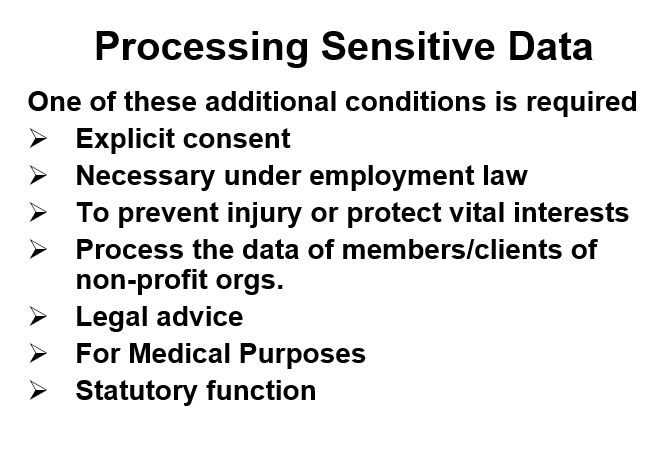 Processing Sensitive Data
One of these additional conditions is required
➢ Explicit consent
➢ Necessary under employment law
➢ To prevent injury or protect vital interests
➢ Process the data of members/clients of
non-profit orgs.
➢ Legal advice
➢ For Medical Purposes
➢ Statutory function